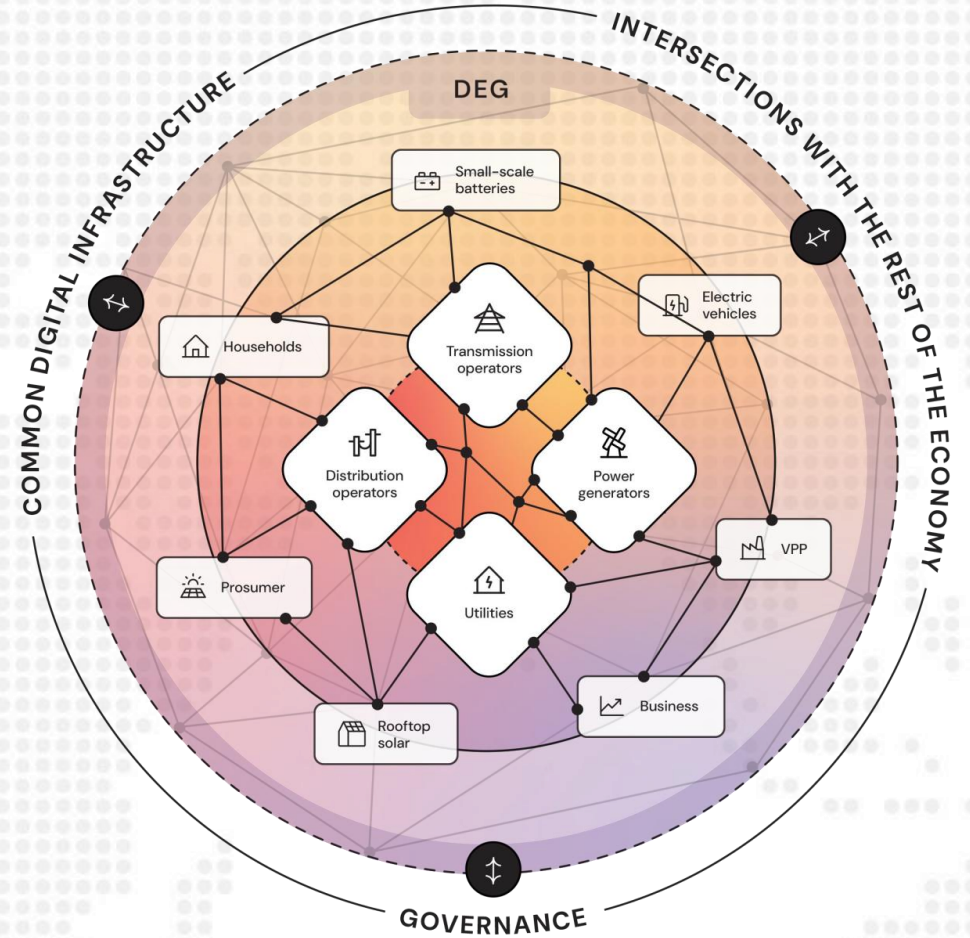 INTERSECTIONS WITH THE REST OF THE ECONOMY
COMMON DIGITAL INFRASTRUCTURE
DEG
Small-scale
batteries
Electric
vehicles
Households
Transmission
operators
Distribution
operators
Power
generators
VPP
Prosumer
Utilities
Business
Rooftop
solar
GOVERNANCE